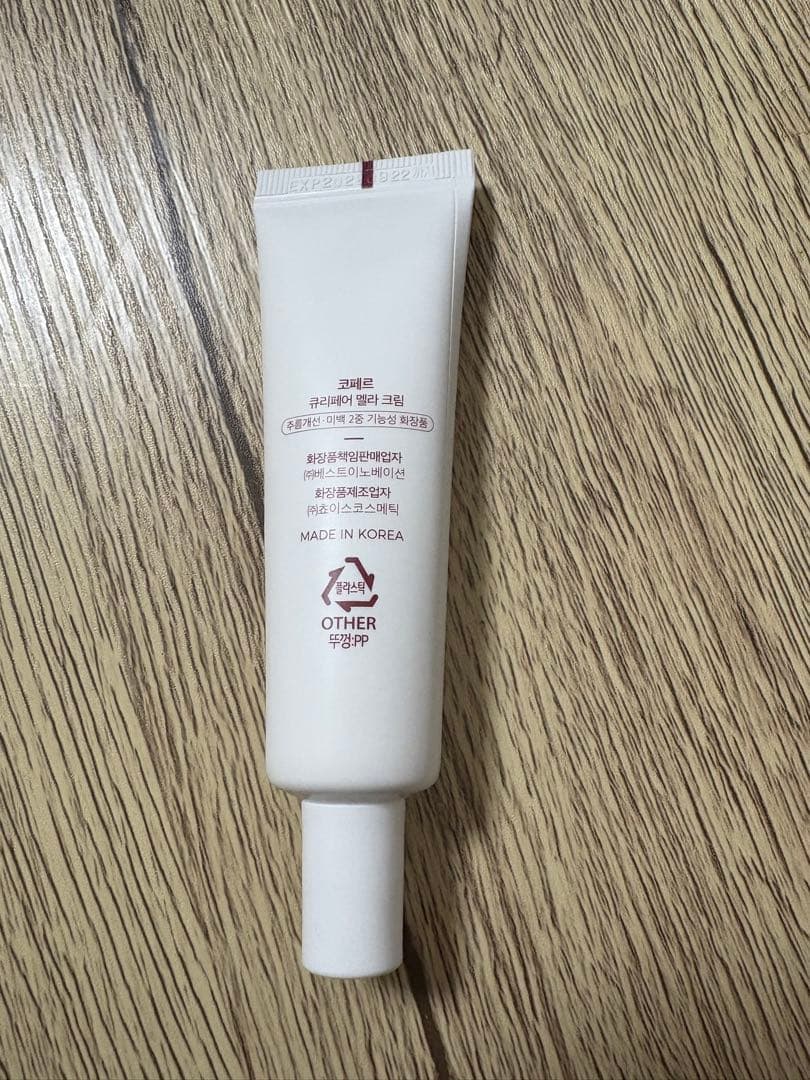 코페르
큐리페어 멜라 크림
주름개선·미백 2중 기능성 화장품
화장품책임판매업자
㈜베스트이노베이션
화장품제조업자
㈜쵸이스코스메틱
MADE IN KOREA
플라스틱
OTHER
뚜껑:PP